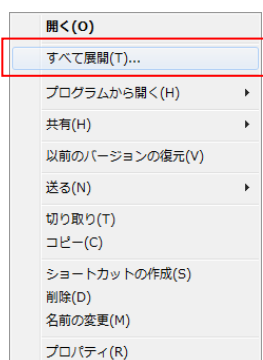 開く(O)
すべて展開(T)...
プログラムから開く(H)
共有(H)
以前のバージョンの復元(V)
送る(N)
切り取り(T)
コピー(C)
ショートカットの作成(S)
削除(D)
名前の変更(M)
プロパティ(R)